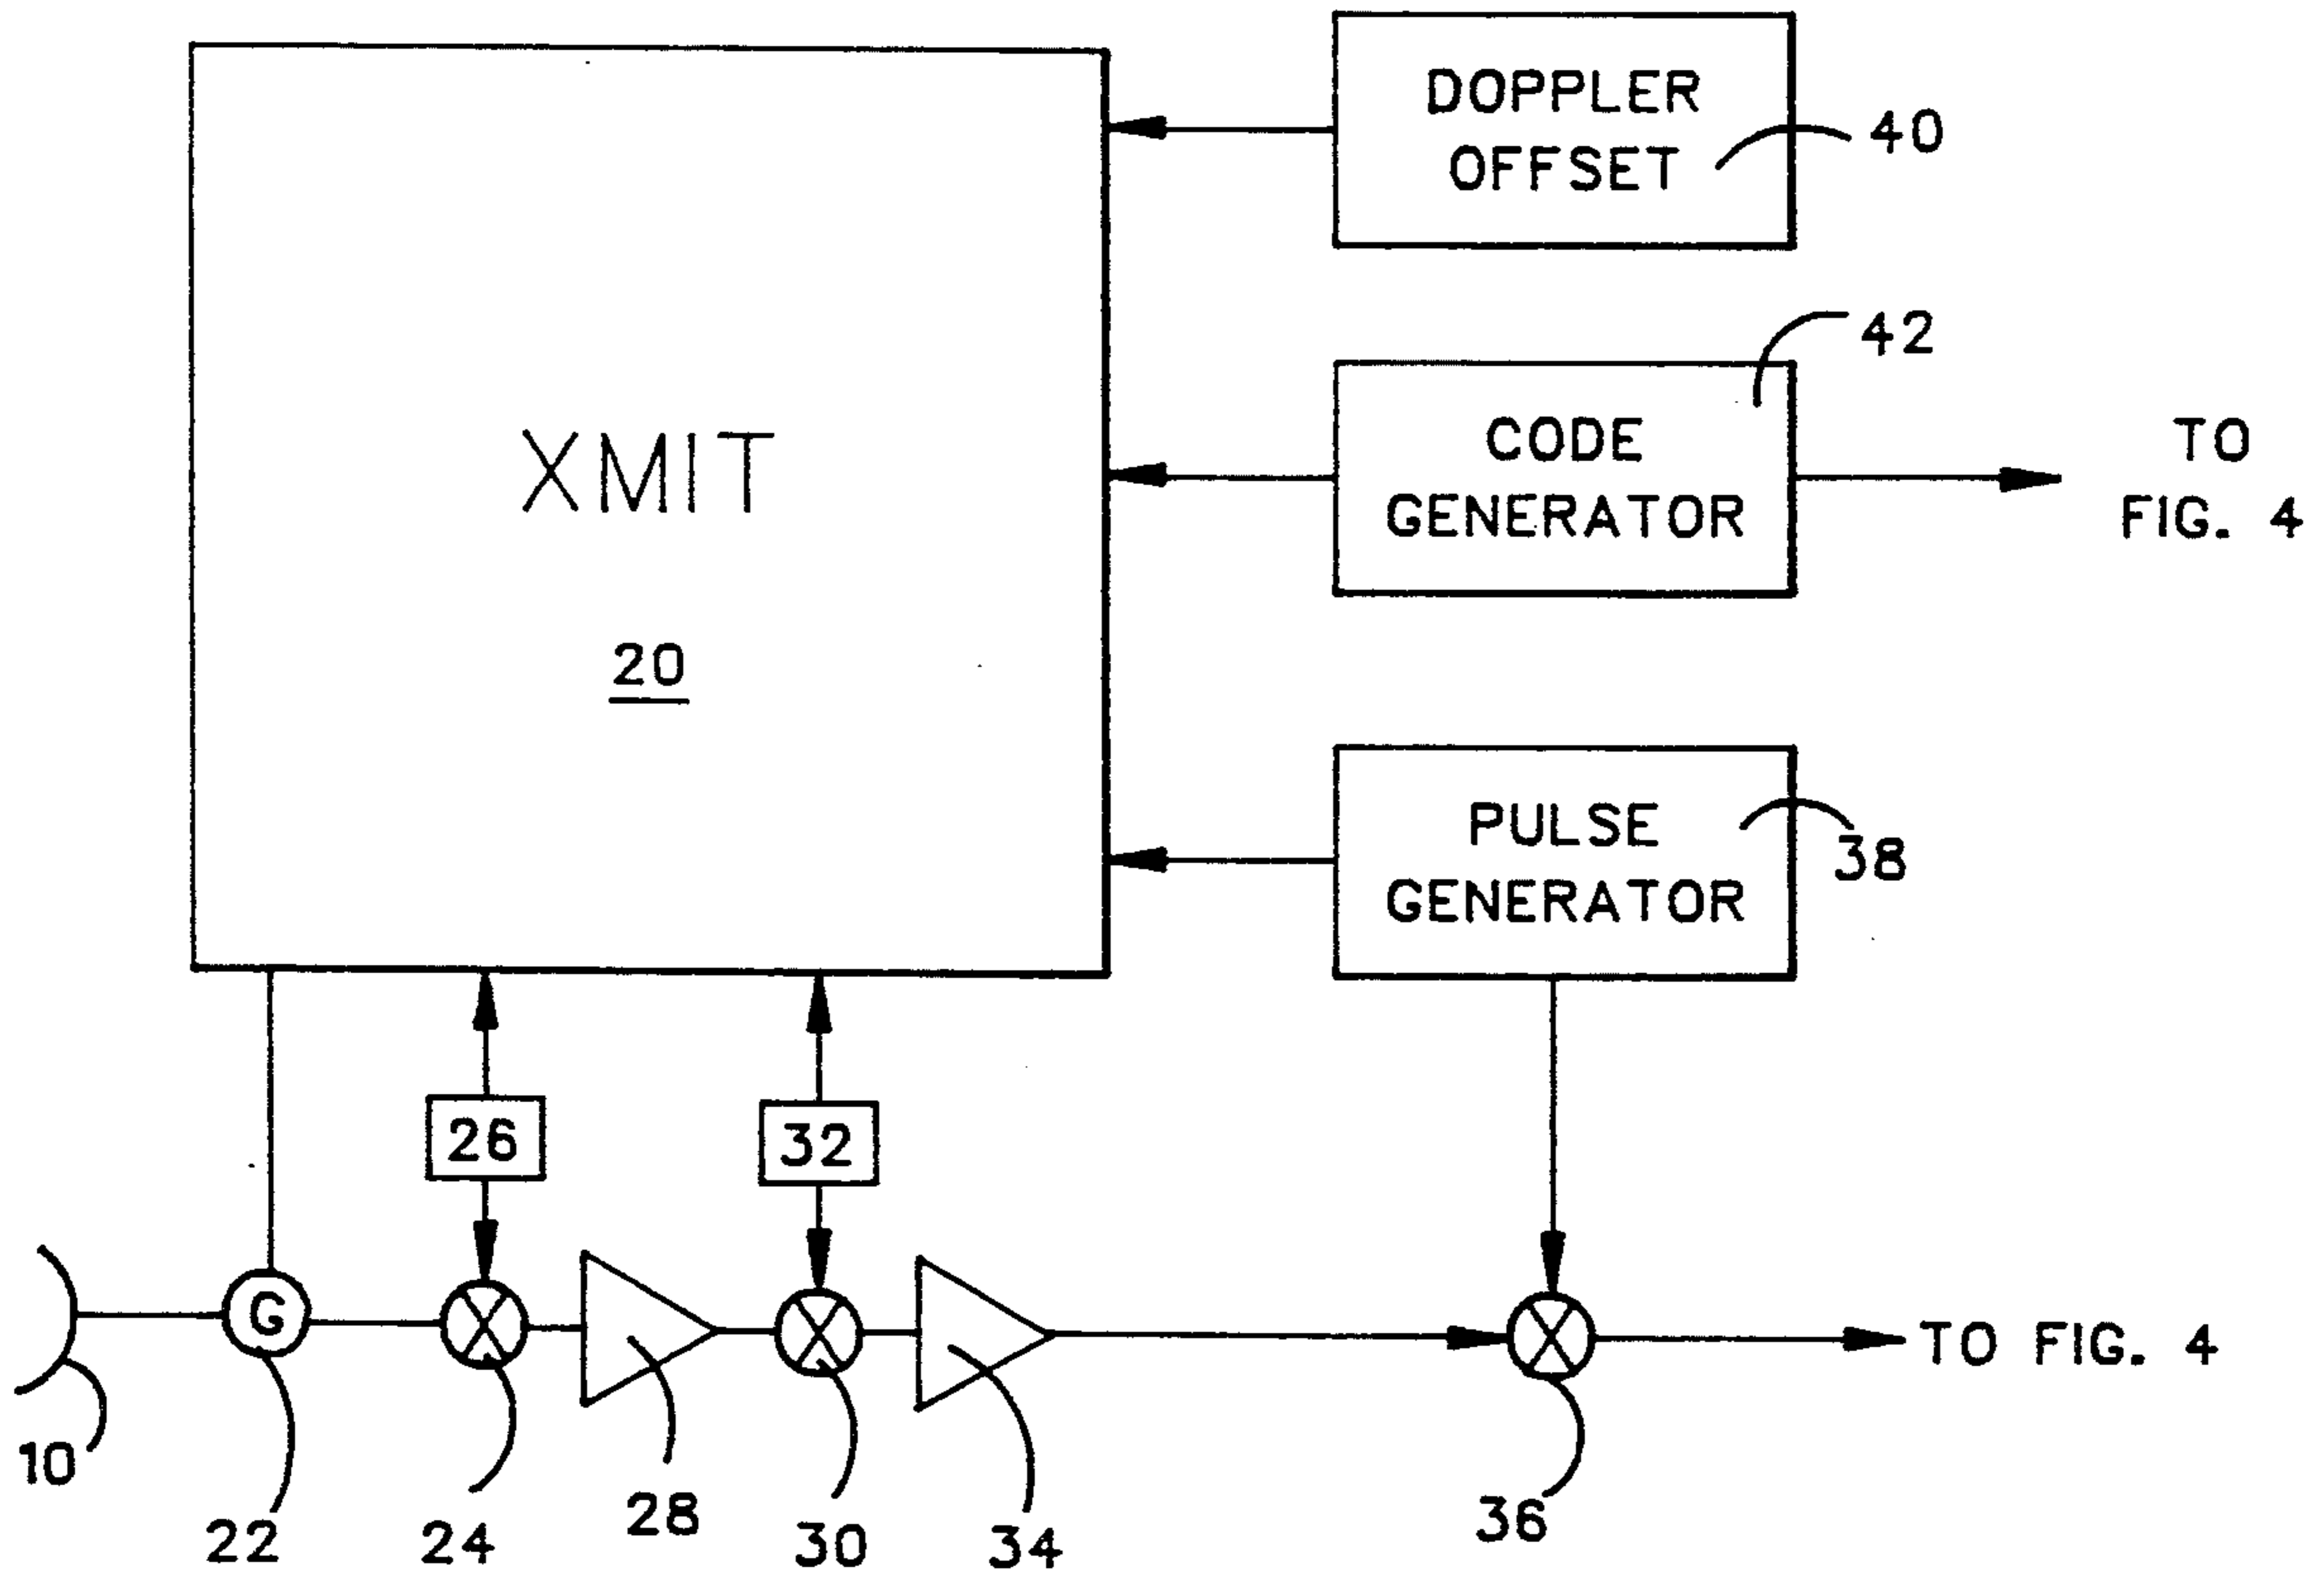 DOPPLER
OFFSET
40
42
CODE
GENERATOR
TO
FIG. 4
XMIT
20
PULSE
GENERATOR
38
26
32
G
TO FIG. 4
10
22
24
28
30
34
36